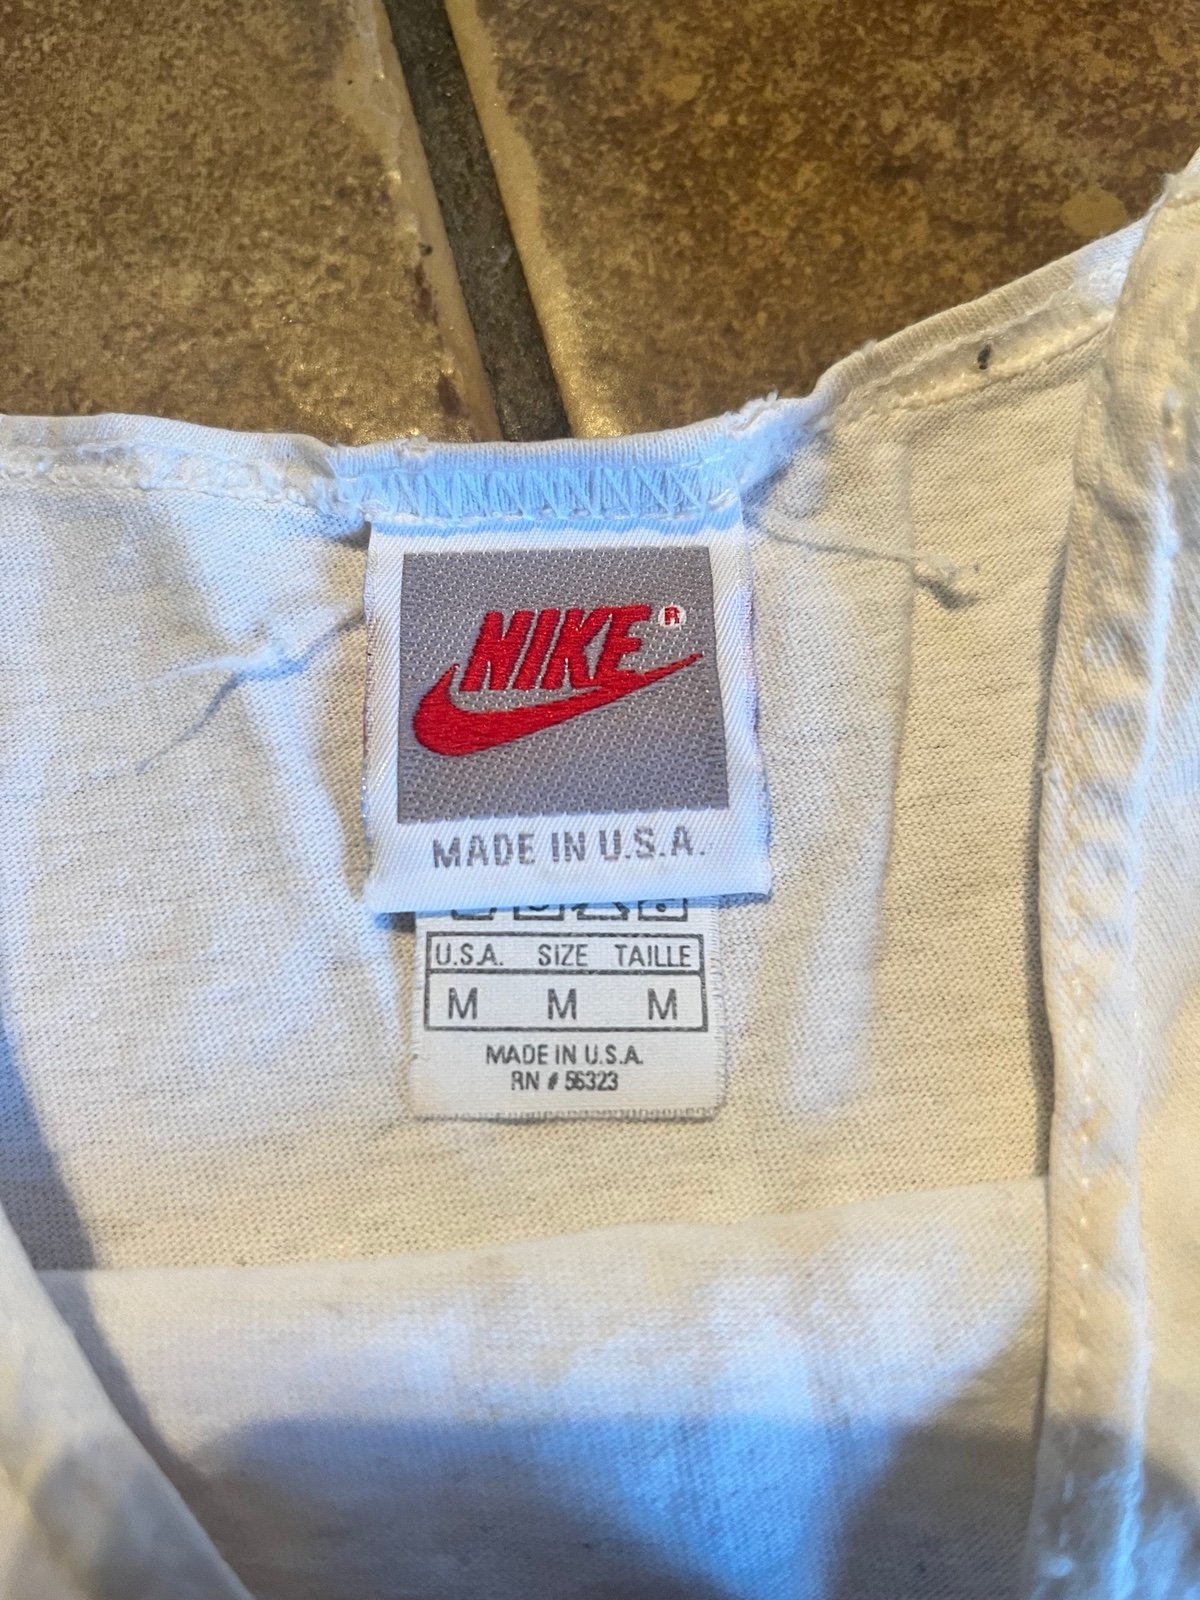 NIKE®
MADE IN U.S.A.
U.S.A. SIZE TAILLE
M M M
MADE IN U.S.A.
RN # 56323